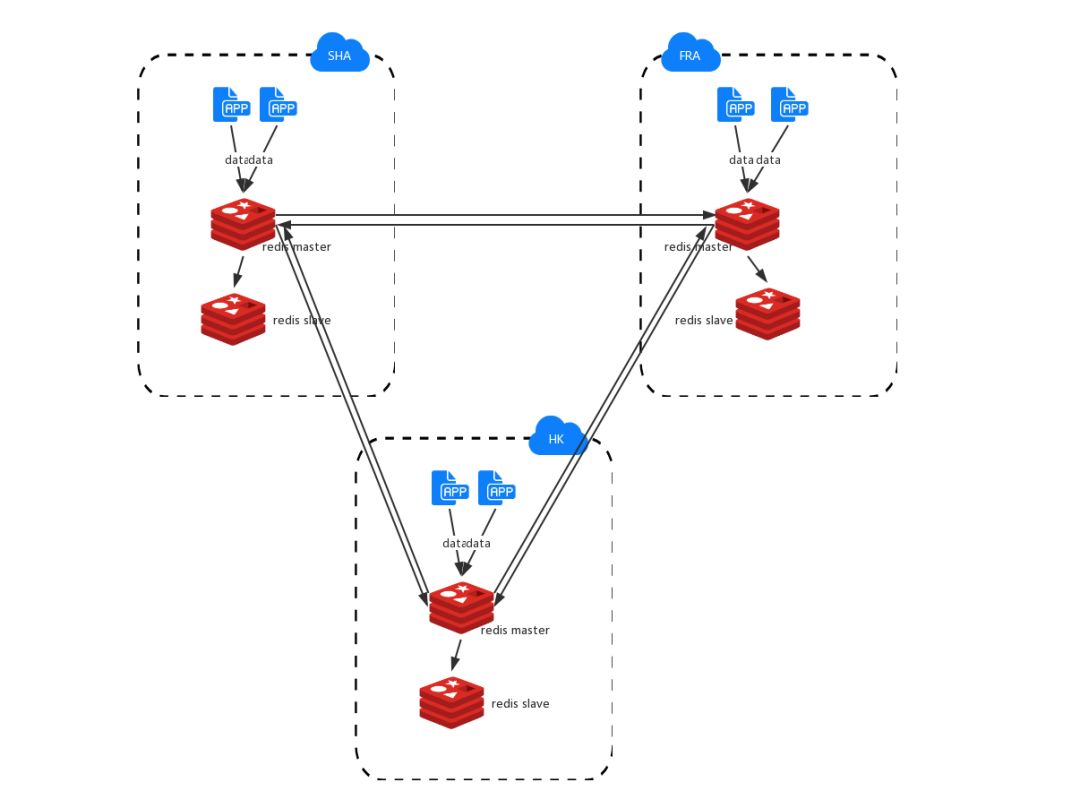 SHA
APP
APP
data
data
redis master
redis slave
FRA
APP
APP
data
data
redis master
redis slave
HK
APP
APP
data
data
redis master
redis slave